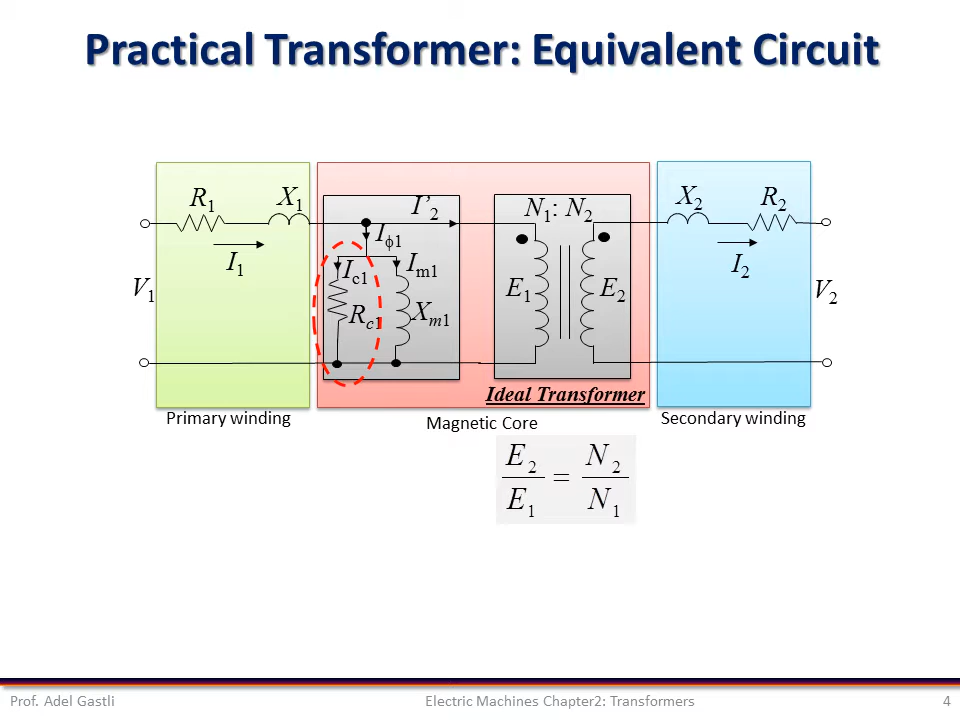 Practical Transformer: Equivalent Circuit
R1 X1 I’2 N1: N2 X2 R2
Iϕ1
I1 Ic1 Im1 I2
V1 Rc1 Xm1 E1 E2 V2
Ideal Transformer
Primary winding Magnetic Core Secondary winding
E2 / E1 = N2 / N1
Prof. Adel Gastli Electric Machines Chapter2: Transformers 4